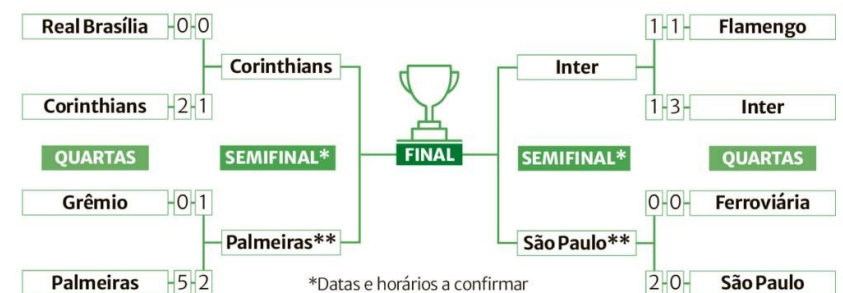 Real Brasília 0 0
Corinthians
Corinthians 2 1
QUARTAS
SEMIFINAL*
Grêmio 0 1
Palmeiras**
Palmeiras 5 2
FINAL
*Datas e horários a confirmar
1 1 Flamengo
Inter
1 3 Inter
SEMIFINAL*
QUARTAS
0 0 Ferroviária
São Paulo**
2 0 São Paulo